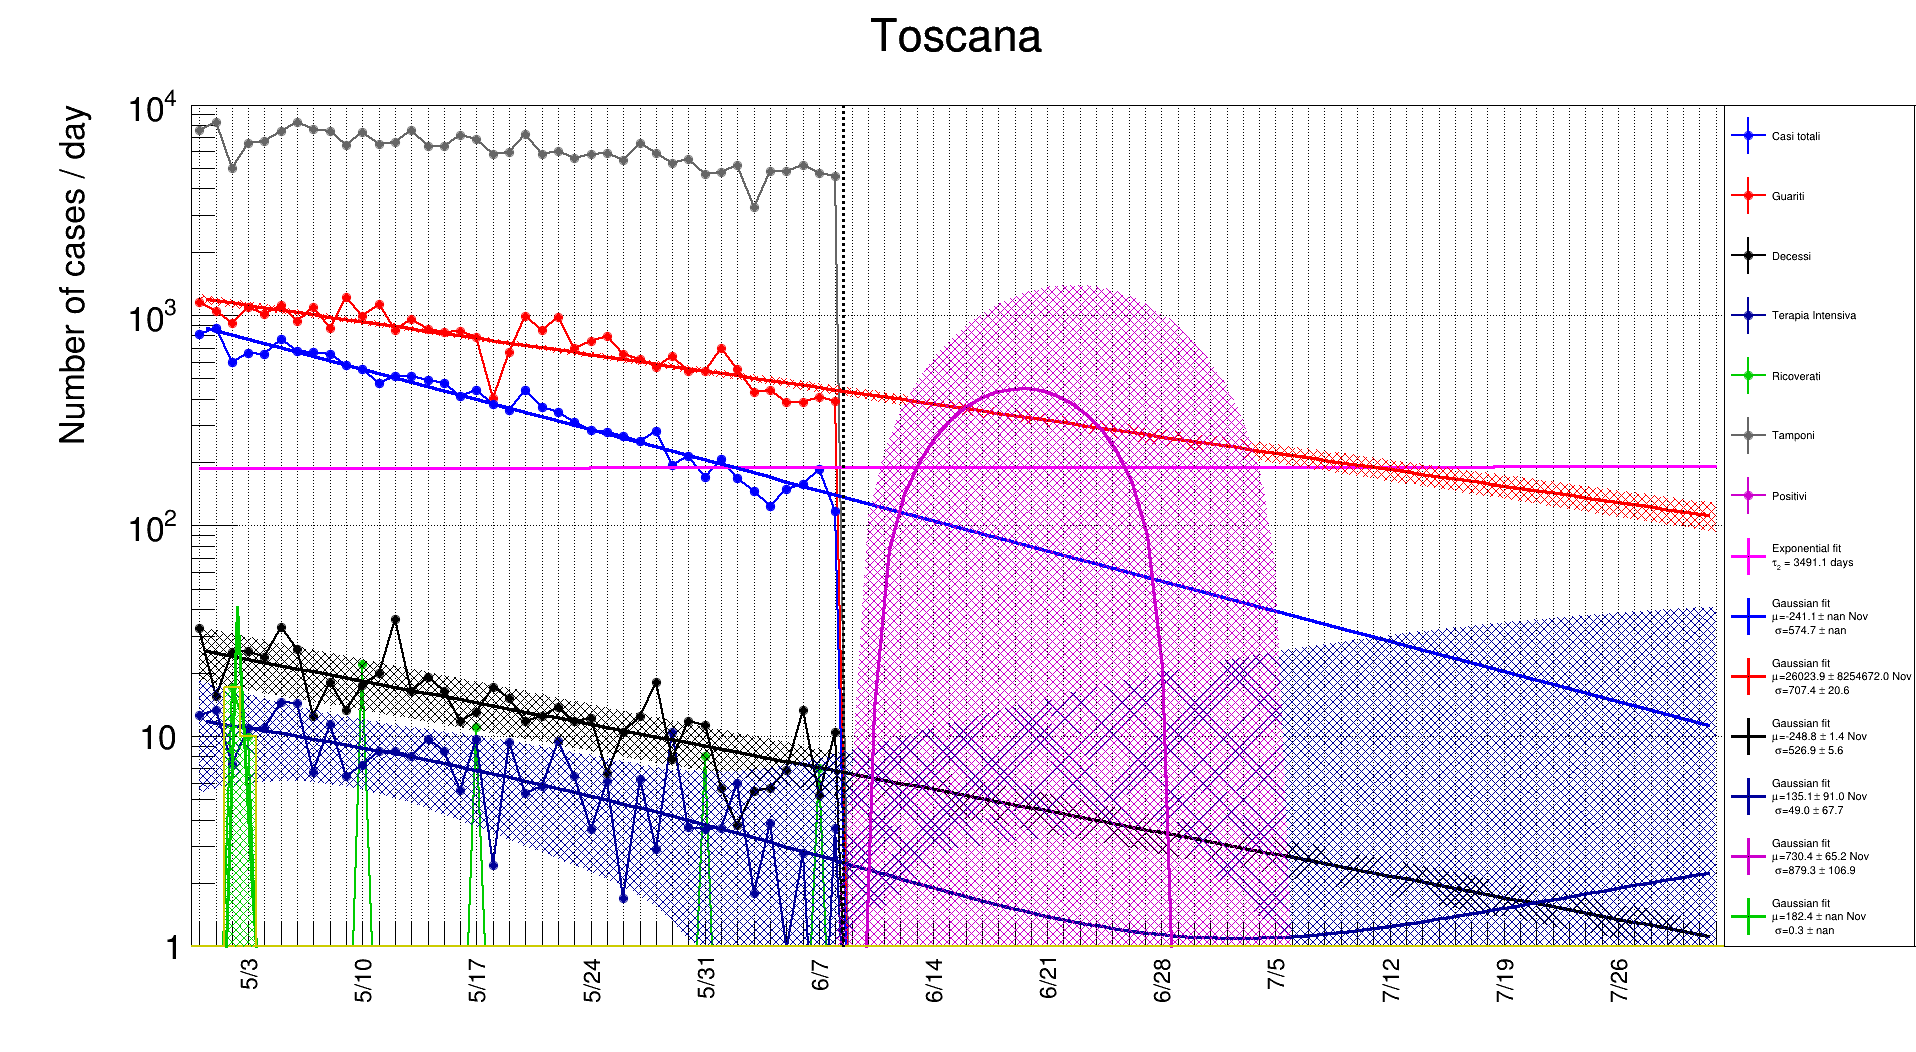 Toscana
Number of cases / day
10^4
10^3
10^2
10
1
5/3 5/10 5/17 5/24 5/31 6/7 6/14 6/21 6/28 7/5 7/12 7/19 7/26
Casi totali
Guariti
Decessi
Terapia Intensiva
Ricoverati
Tamponi
Positivi
Exponential fit
τ₂ = 3491.1 days
Gaussian fit
μ=-241.1 ± nan Nov
σ=574.7 ± nan
Gaussian fit
μ=26023.9 ± 8254672.0 Nov
σ=707.4 ± 20.6
Gaussian fit
μ=-248.8 ± 1.4 Nov
σ=526.9 ± 5.6
Gaussian fit
μ=135.1 ± 91.0 Nov
σ=49.0 ± 67.7
Gaussian fit
μ=730.4 ± 65.2 Nov
σ=879.3 ± 106.9
Gaussian fit
μ=182.4 ± nan Nov
σ=0.3 ± nan